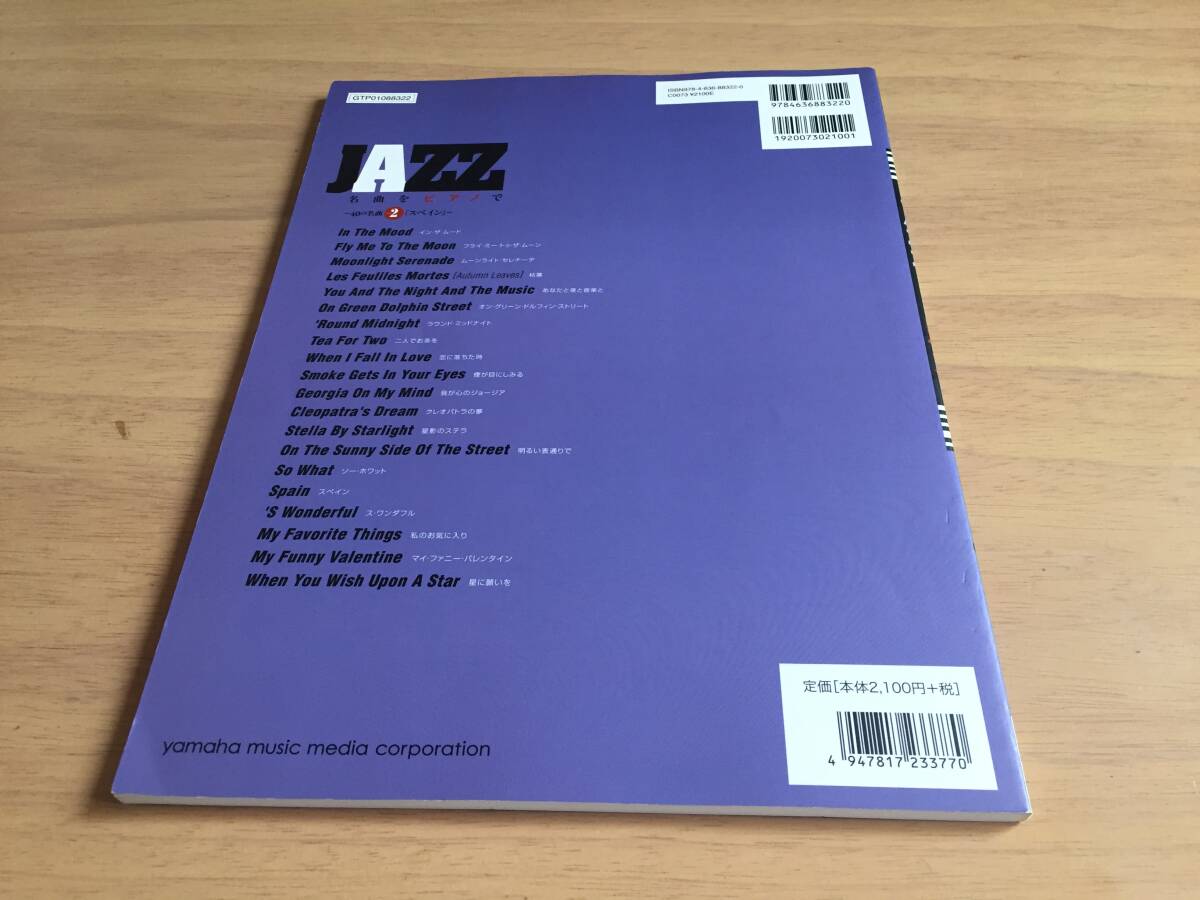 GTP01088322
ISBN978-4-636-88322-0
C0073 ¥2100E
9784636883220
1920073021001
JAZZ
名曲をピアノで
～40の名曲 2 [スペイン]～
In The Mood イン・ザ・ムード
Fly Me To The Moon フライ・ミー・トゥ・ザ・ムーン
Moonlight Serenade ムーンライト・セレナーデ
Les Feuilles Mortes [Autumn Leaves] 枯葉
You And The Night And The Music あなたと夜と音楽と
On Green Dolphin Street オン・グリーン・ドルフィン・ストリート
'Round Midnight ラウンド・ミッドナイト
Tea For Two 二人でお茶を
When I Fall In Love 恋に落ちた時
Smoke Gets In Your Eyes 煙が目にしみる
Georgia On My Mind 我が心のジョージア
Cleopatra's Dream クレオパトラの夢
Stella By Starlight 星影のステラ
On The Sunny Side Of The Street 明るい表通りで
So What ソー・ホワット
Spain スペイン
'S Wonderful ス・ワンダフル
My Favorite Things 私のお気に入り
My Funny Valentine マイ・ファニー・バレンタイン
When You Wish Upon A Star 星に願いを
定価[本体2,100円+税]
4 947817 233770
yamaha music media corporation